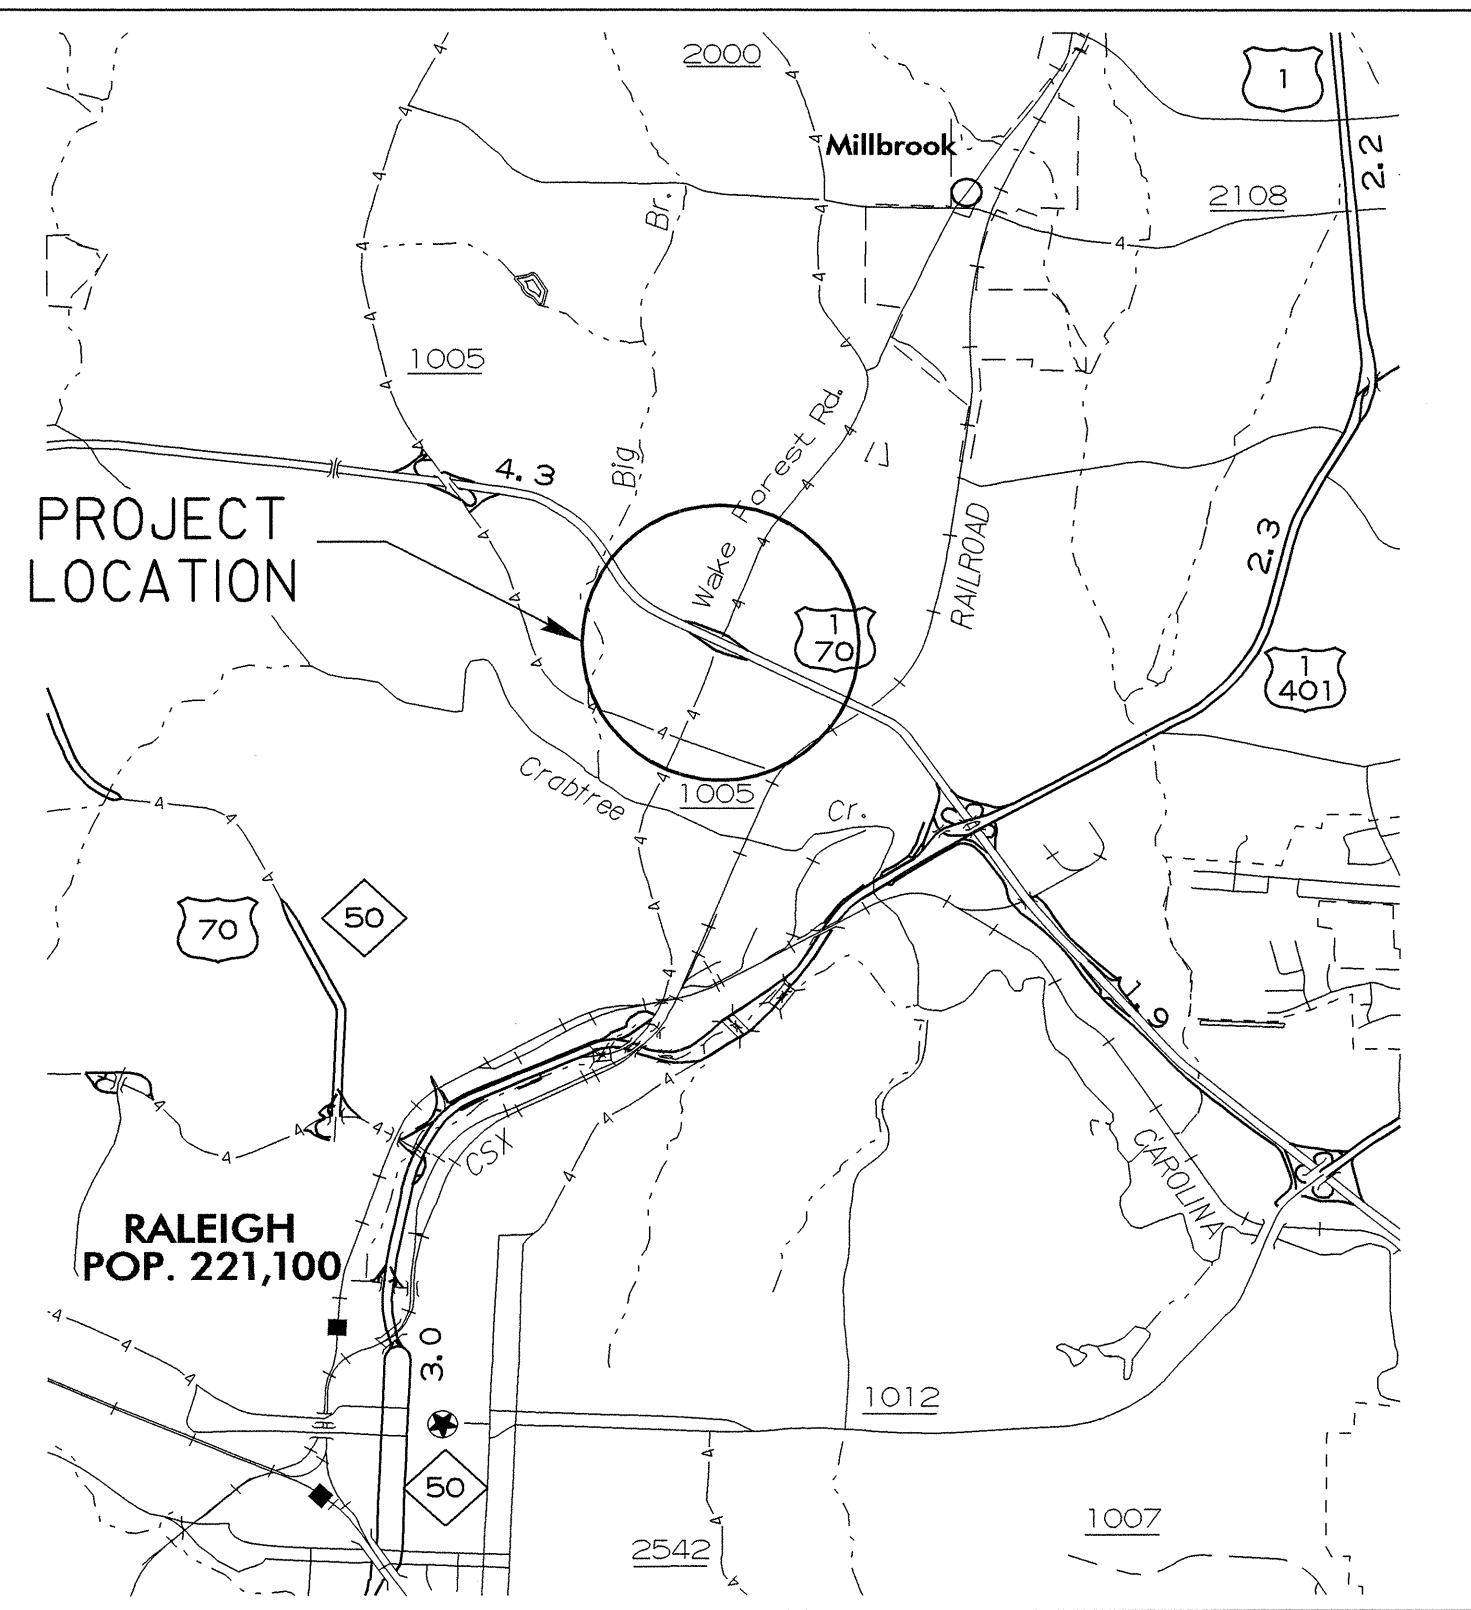 2000
1
Millbrook
2.2
2108
Br.
1005
Wake Forest Rd.
4.3
Big
PROJECT
LOCATION
RAILROAD
2.3
1
70
1
401
Crabtree
1005
Cr.
70
50
1.9
CSX
CAROLINA
RALEIGH
POP. 221,100
3.0
1012
50
1007
2542